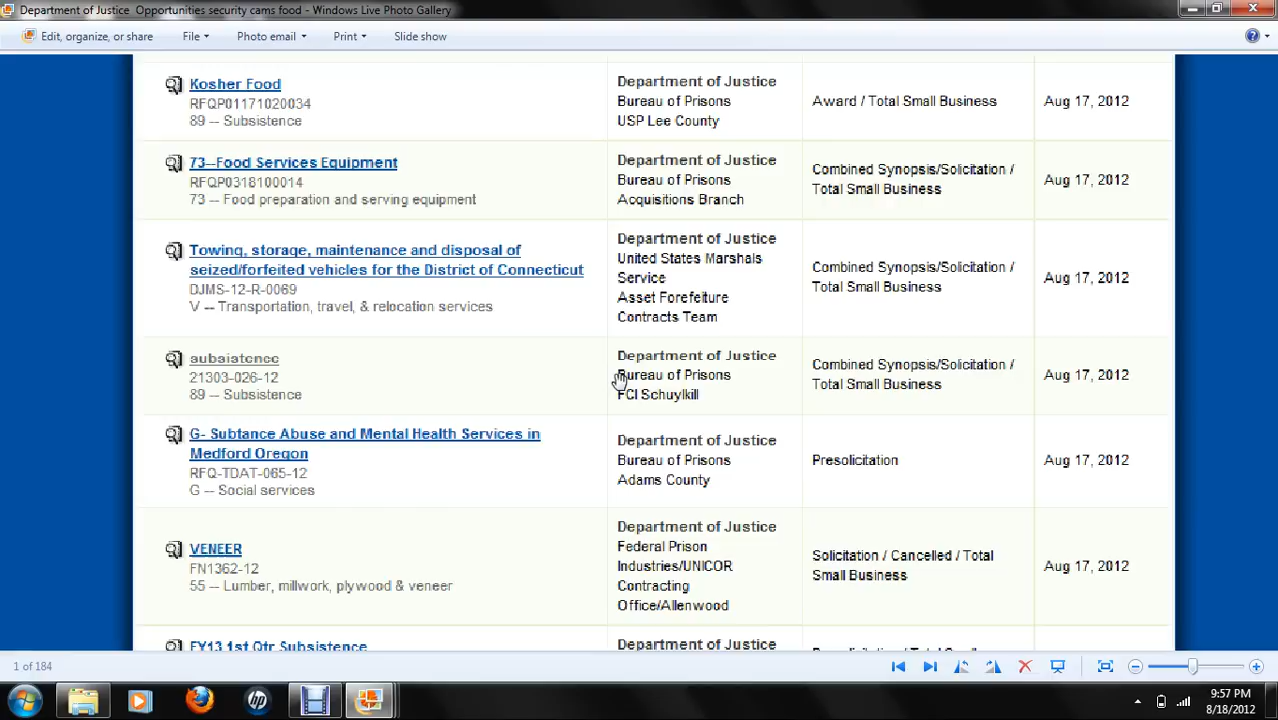 Department of Justice  Opportunities security cams food - Windows Live Photo Gallery
Edit, organize, or share
File
Photo email
Print
Slide show
Kosher Food
RFQP01171020034
89 -- Subsistence
Department of Justice
Bureau of Prisons
USP Lee County
Award / Total Small Business
Aug 17, 2012
73--Food Services Equipment
RFQP0318100014
73 -- Food preparation and serving equipment
Department of Justice
Bureau of Prisons
Acquisitions Branch
Combined Synopsis/Solicitation /
Total Small Business
Aug 17, 2012
Towing, storage, maintenance and disposal of
seized/forfeited vehicles for the District of Connecticut
DJMS-12-R-0069
V -- Transportation, travel, & relocation services
Department of Justice
United States Marshals
Service
Asset Forefeiture
Contracts Team
Combined Synopsis/Solicitation /
Total Small Business
Aug 17, 2012
subsistence
21303-026-12
89 -- Subsistence
Department of Justice
Bureau of Prisons
FCI Schuylkill
Combined Synopsis/Solicitation /
Total Small Business
Aug 17, 2012
G- Subtance Abuse and Mental Health Services in
Medford Oregon
RFQ-TDAT-065-12
G -- Social services
Department of Justice
Bureau of Prisons
Adams County
Presolicitation
Aug 17, 2012
VENEER
FN1362-12
55 -- Lumber, millwork, plywood & veneer
Department of Justice
Federal Prison
Industries/UNICOR
Contracting
Office/Allenwood
Solicitation / Cancelled / Total
Small Business
Aug 17, 2012
FY13 1st Qtr Subsistence
Department of Justice
1 of 184
9:57 PM
8/18/2012